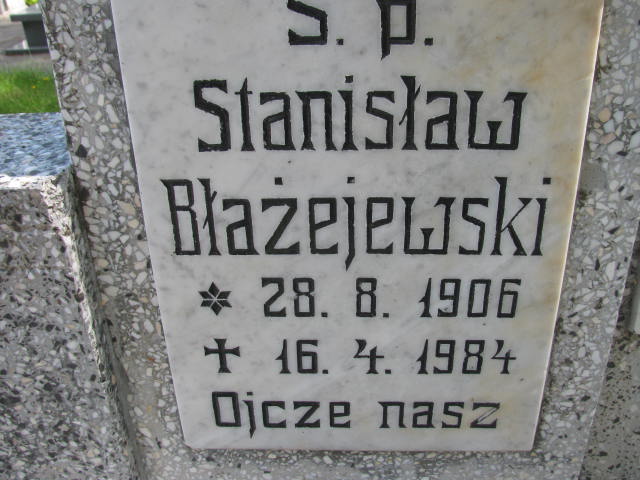 Ś. p.
Stanisław
Błażejewski
* 28. 8. 1906
✝ 16. 4. 1984
Ojcze nasz